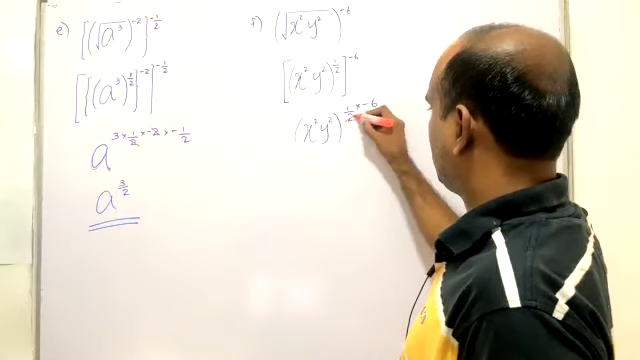 e) [(√a³)⁻²]^(-1/2)
[{(a³)^(1/2)}⁻²]^(-1/2)
a^(3×1/2×-2×-1/2)
a^(3/2)
f) (√x²y²)⁻⁶
[(x²y²)^(1/2)]⁻⁶
(x²y²)^(1/2×-6)